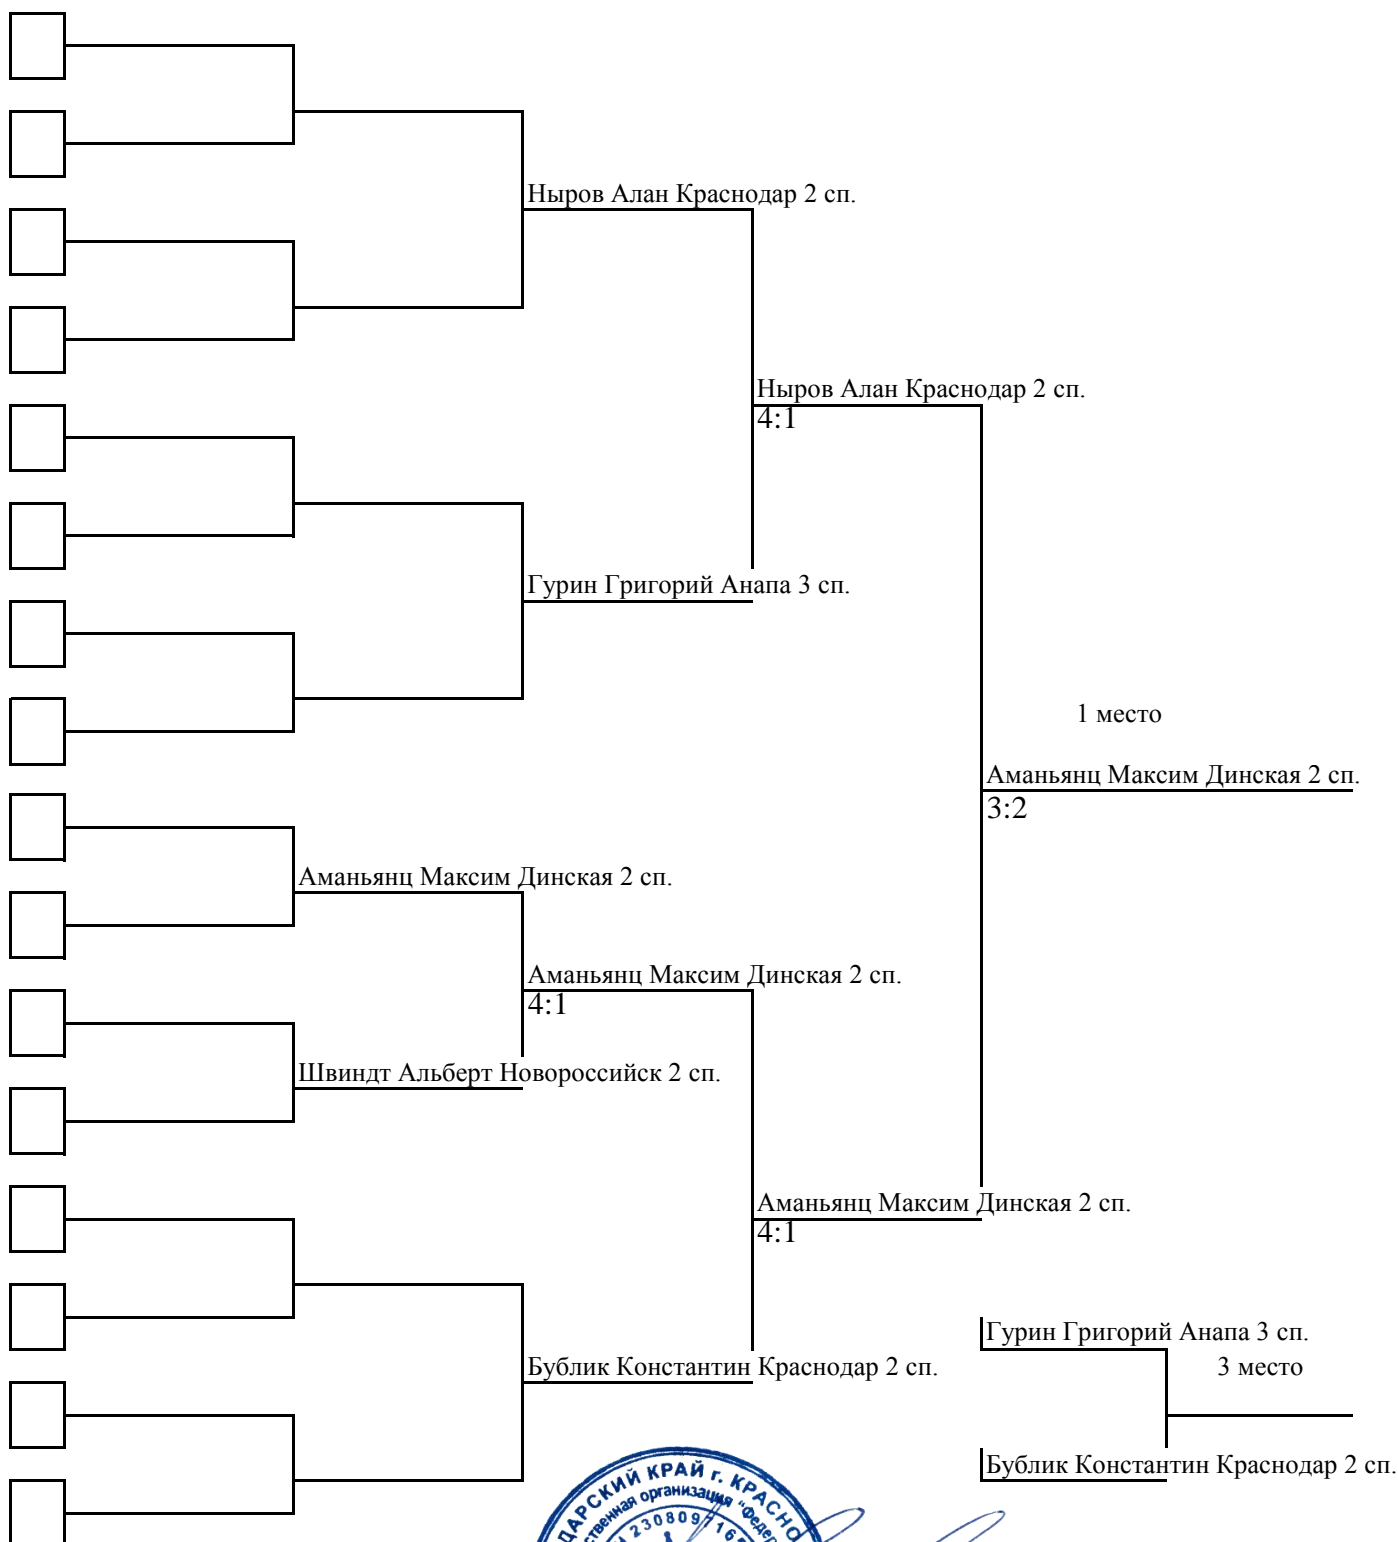 Ныров Алан Краснодар 2 сп.
Ныров Алан Краснодар 2 сп.
4:1
Гурин Григорий Анапа 3 сп.
1 место
Аманьянц Максим Динская 2 сп.
3:2
Аманьянц Максим Динская 2 сп.
Аманьянц Максим Динская 2 сп.
4:1
Швиндт Альберт Новороссийск 2 сп.
Аманьянц Максим Динская 2 сп.
4:1
Гурин Григорий Анапа 3 сп.
Бублик Константин Краснодар 2 сп.
3 место
Бублик Константин Краснодар 2 сп.
КРАЙ г.
организация